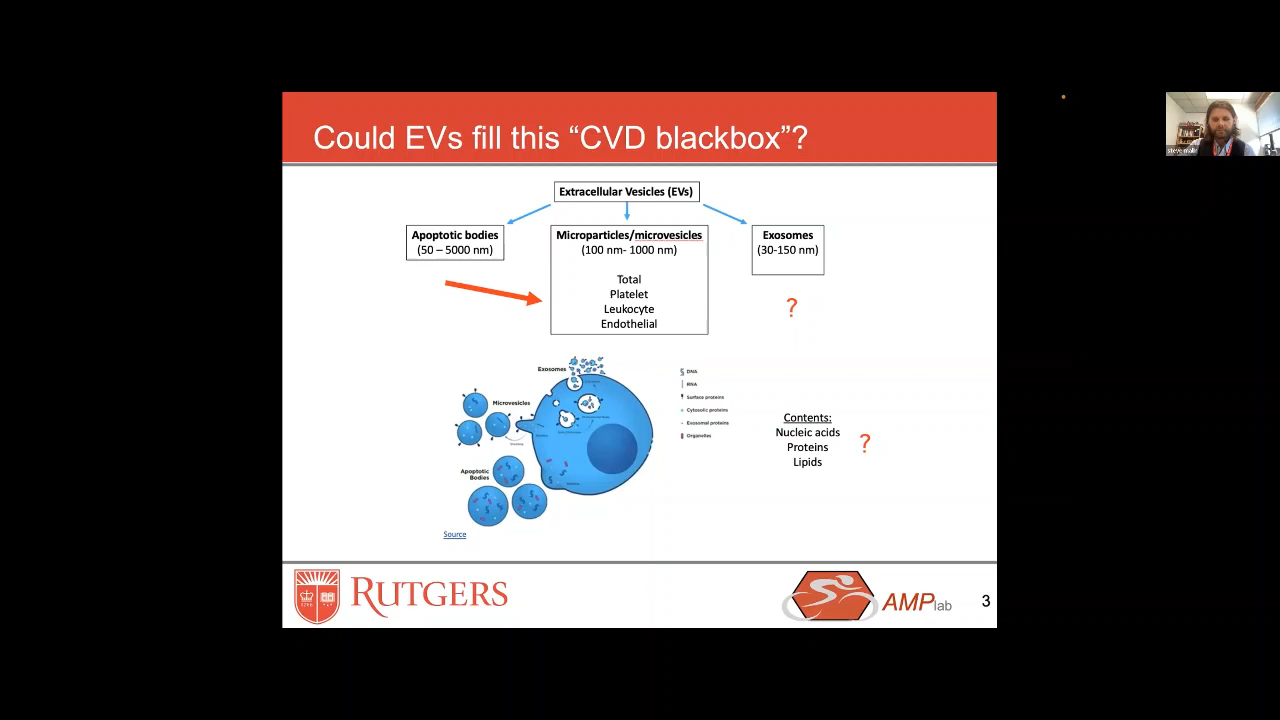 Could EVs fill this “CVD blackbox”?
Extracellular Vesicles (EVs)
Apoptotic bodies
(50 – 5000 nm)
Microparticles/microvesicles
(100 nm- 1000 nm)
Total
Platelet
Leukocyte
Endothelial
Exosomes
(30-150 nm)
?
Exosomes
Microvesicles
Apoptotic
Bodies
DNA
RNA
Surface proteins
Cytosolic proteins
Exosomal proteins
Organelles
Contents:
Nucleic acids
Proteins
Lipids
?
Source
RUTGERS
AMPlab
3